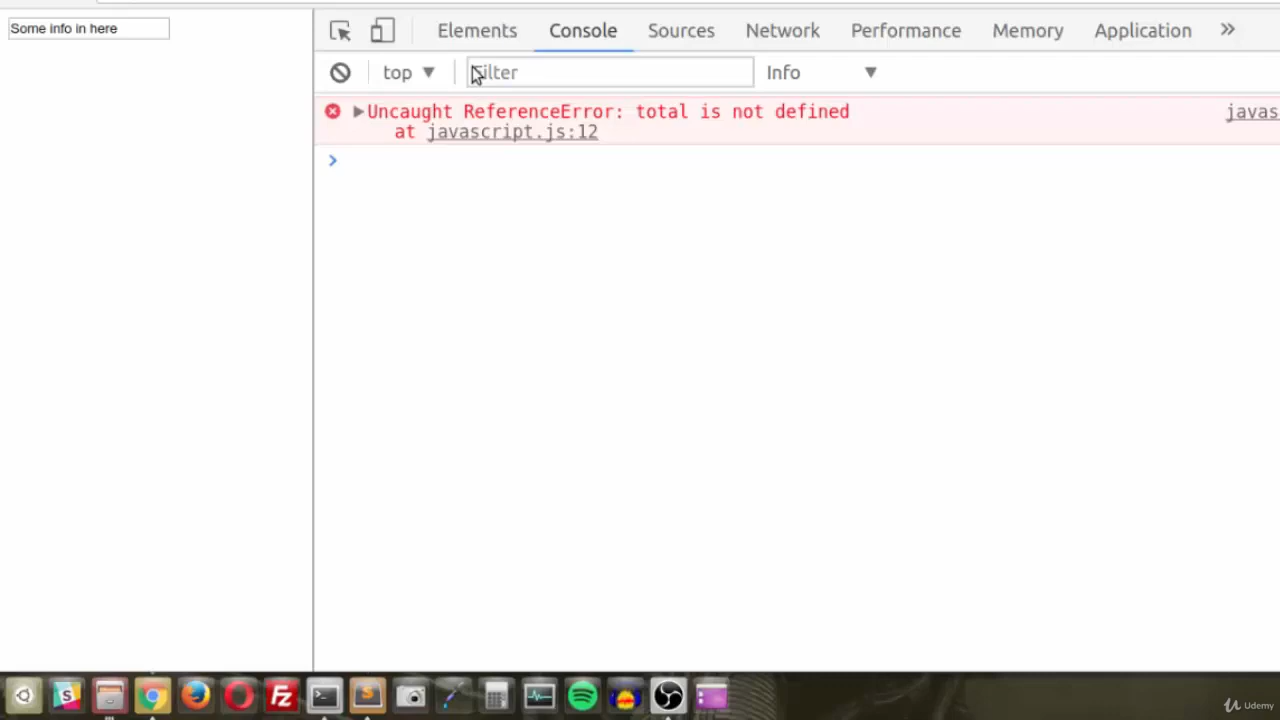 Some info in here
Elements Console Sources Network Performance Memory Application »
top ▼ Filter Info ▼
Uncaught ReferenceError: total is not defined javas
at javascript.js:12
>
S Fz >_ S
Udemy